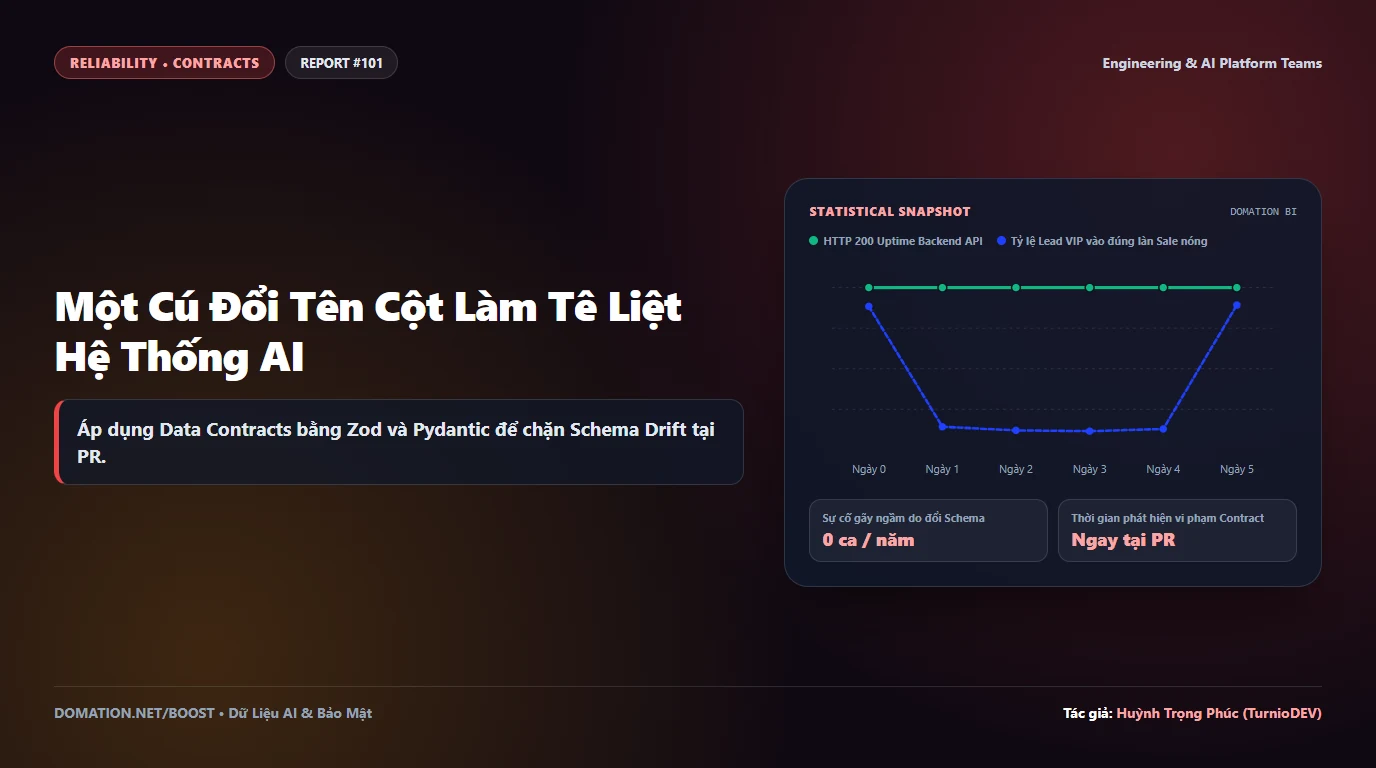 RELIABILITY • CONTRACTS
REPORT #101
Engineering & AI Platform Teams
Một Cú Đổi Tên Cột Làm Tê Liệt
Hệ Thống AI
Áp dụng Data Contracts bằng Zod và Pydantic để chặn Schema Drift tại
PR.
STATISTICAL SNAPSHOT
DOMATION BI
HTTP 200 Uptime Backend API
Tỷ lệ Lead VIP vào đúng làn Sale nóng
Ngày 0
Ngày 1
Ngày 2
Ngày 3
Ngày 4
Ngày 5
Sự cố gãy ngầm do đổi Schema
0 ca / năm
Thời gian phát hiện vi phạm Contract
Ngay tại PR
DOMATION.NET/BOOST • Dữ Liệu AI & Bảo Mật
Tác giả: Huỳnh Trọng Phúc (TurnioDEV)